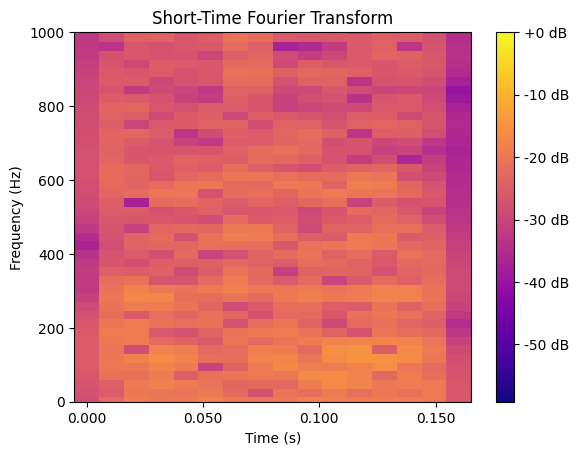 Short-Time Fourier Transform
1000
800
600
400
200
0
Frequency (Hz)
0.000
0.050
0.100
0.150
Time (s)
+0 dB
-10 dB
-20 dB
-30 dB
-40 dB
-50 dB